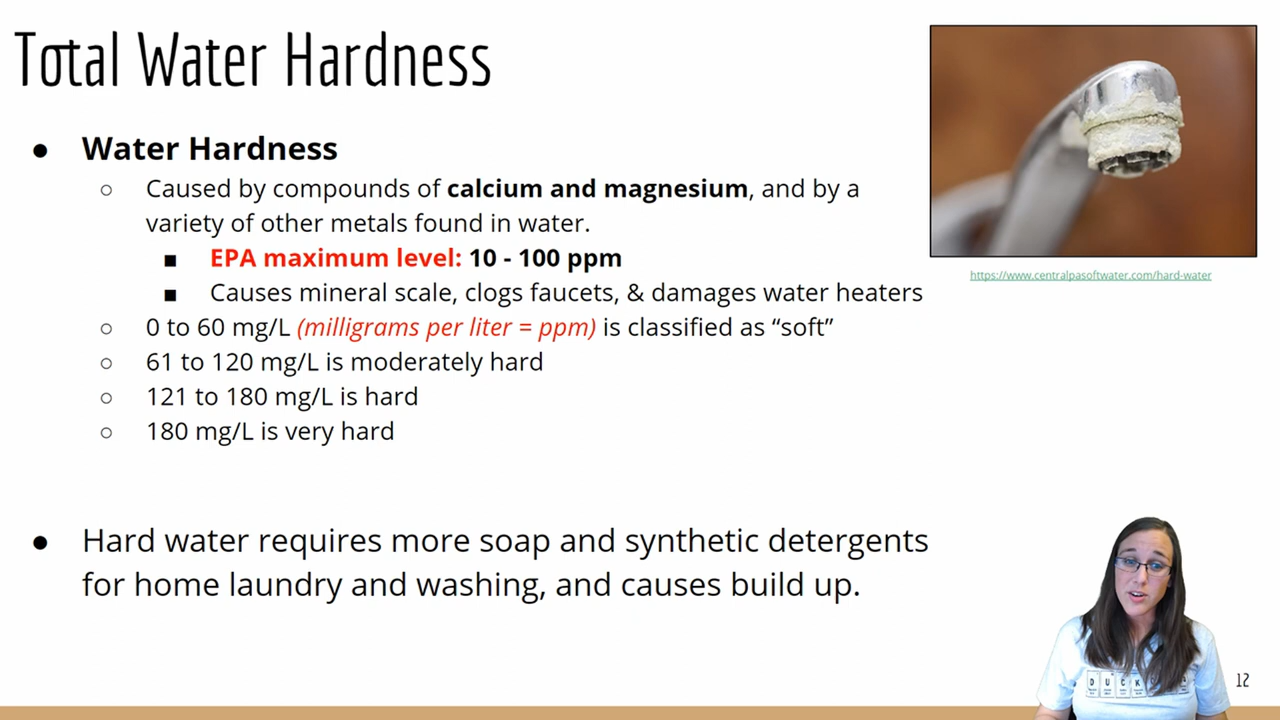 Total Water Hardness
● Water Hardness
○ Caused by compounds of calcium and magnesium, and by a
variety of other metals found in water.
■ EPA maximum level: 10 - 100 ppm
■ Causes mineral scale, clogs faucets, & damages water heaters
○ 0 to 60 mg/L (milligrams per liter = ppm) is classified as “soft”
○ 61 to 120 mg/L is moderately hard
○ 121 to 180 mg/L is hard
○ 180 mg/L is very hard
● Hard water requires more soap and synthetic detergents
for home laundry and washing, and causes build up.
https://www.centralpasoftwater.com/hard-water
D U C K
12